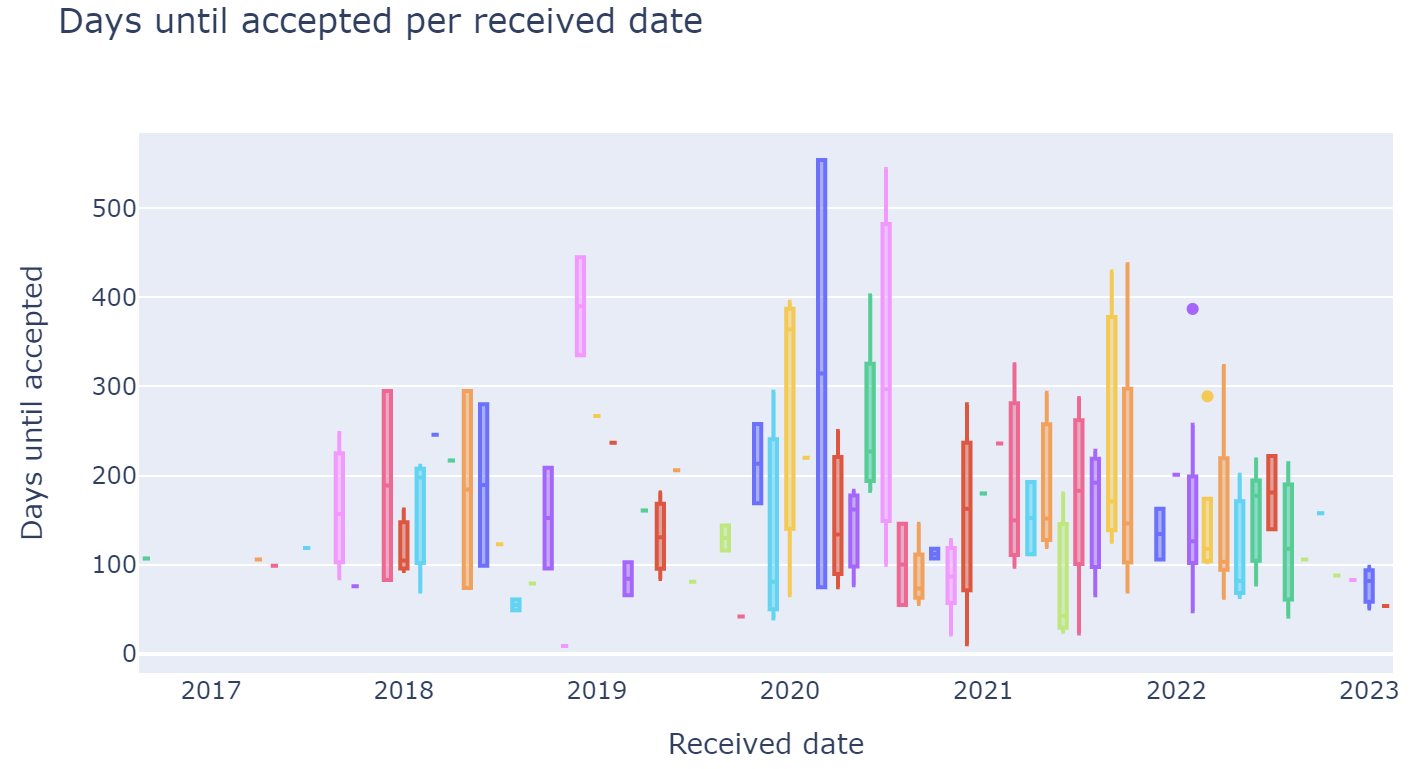 Days until accepted per received date
Days until accepted
500
400
300
200
100
0
2017 2018 2019 2020 2021 2022 2023
Received date